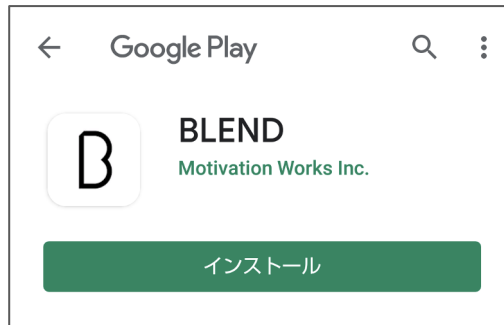 Google Play
B
BLEND
Motivation Works Inc.
インストール